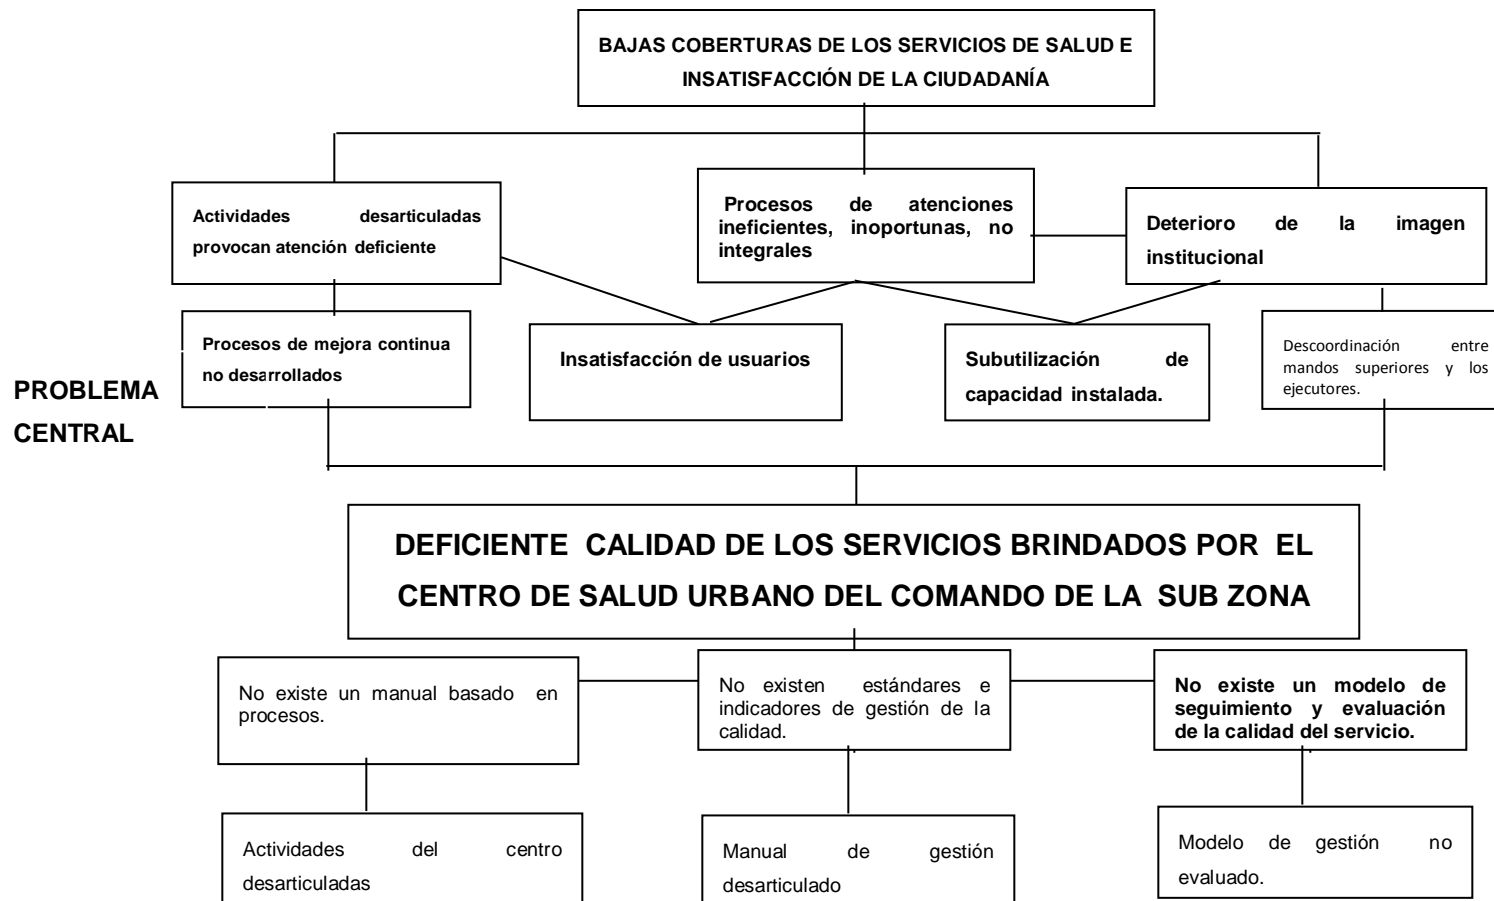 BAJAS COBERTURAS DE LOS SERVICIOS DE SALUD E
INSATISFACCIÓN DE LA CIUDADANÍA
Actividades desarticuladas
provocan atención deficiente
Procesos de atenciones
ineficientes, inoportunas, no
integrales
Deterioro de la imagen
institucional
Procesos de mejora continua
no desarrollados
Insatisfacción de usuarios
Subutilización de
capacidad instalada.
Descoordinación entre
mandos superiores y los
ejecutores.
PROBLEMA
CENTRAL
DEFICIENTE CALIDAD DE LOS SERVICIOS BRINDADOS POR EL
CENTRO DE SALUD URBANO DEL COMANDO DE LA SUB ZONA
No existe un manual basado en
procesos.
No existen estándares e
indicadores de gestión de la
calidad.
No existe un modelo de
seguimiento y evaluación
de la calidad del servicio.
Actividades del centro
desarticuladas
Manual de gestión
desarticulado
Modelo de gestión no
evaluado.